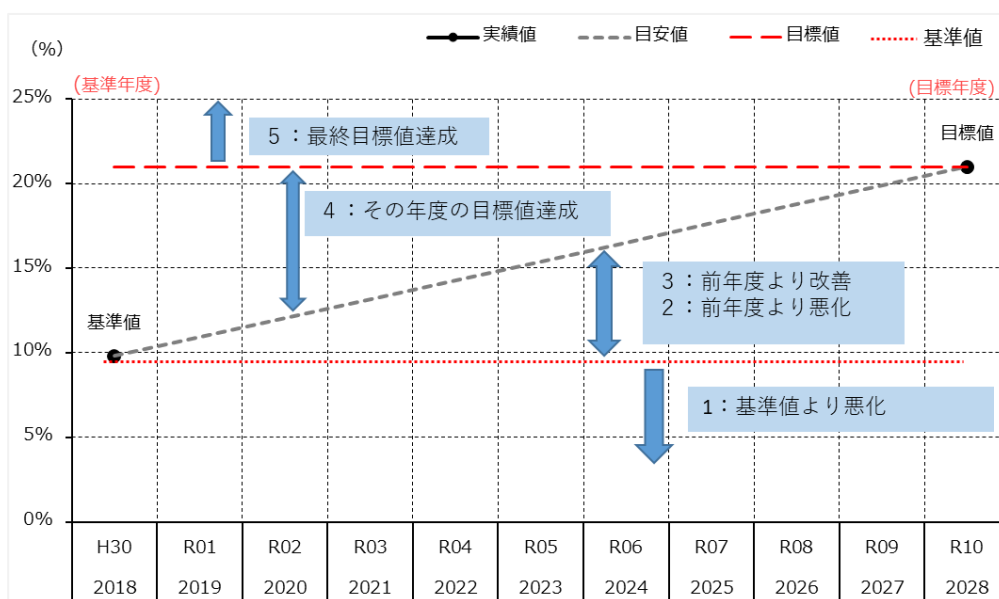 実績値 目安値 目標値 基準値
(%)
(基準年度) (目標年度)
25%
5：最終目標値達成
目標値
20%
4：その年度の目標値達成
15%
3：前年度より改善
2：前年度より悪化
基準値
10%
1：基準値より悪化
5%
0%
H30 R01 R02 R03 R04 R05 R06 R07 R08 R09 R10
2018 2019 2020 2021 2022 2023 2024 2025 2026 2027 2028